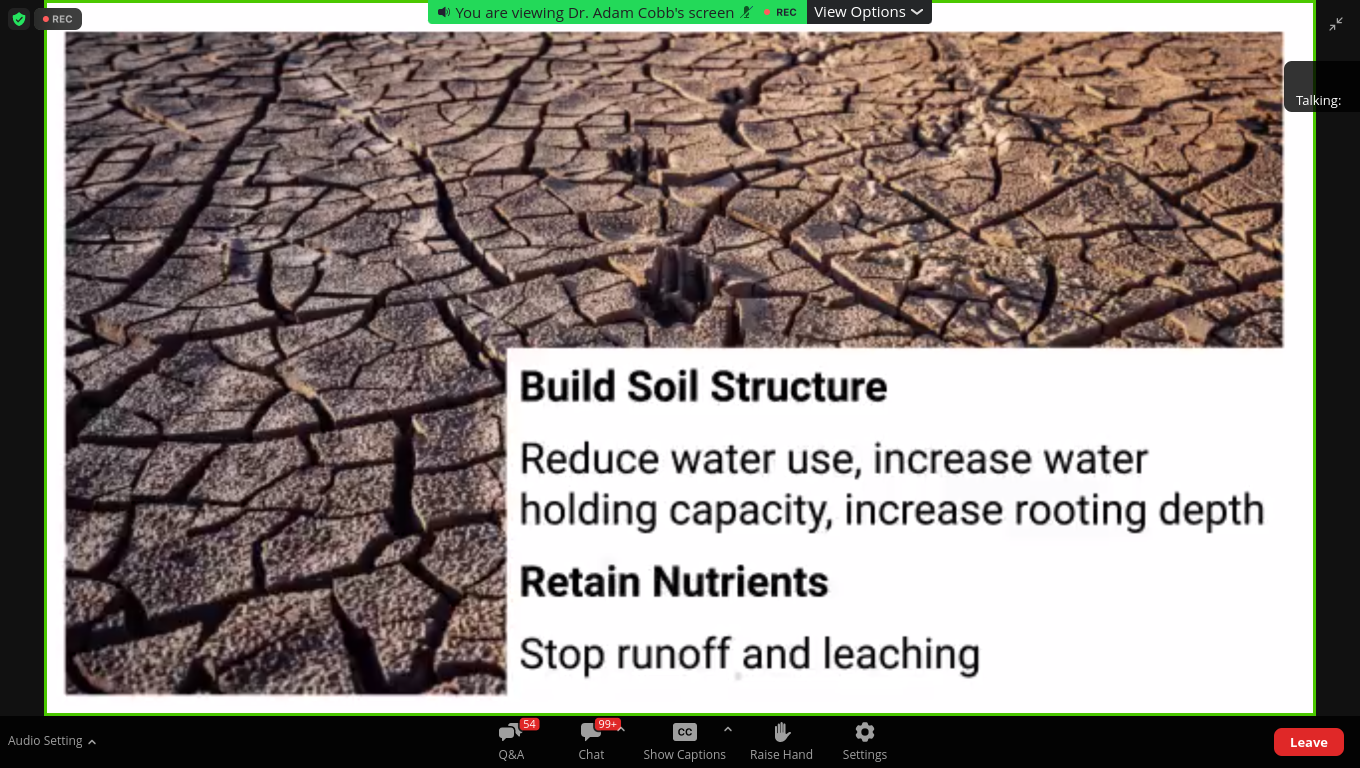 REC
You are viewing Dr. Adam Cobb's screen
REC
View Options
Talking:
Build Soil Structure
Reduce water use, increase water
holding capacity, increase rooting depth
Retain Nutrients
Stop runoff and leaching
Audio Setting
54
Q&A
99+
Chat
CC
Show Captions
Raise Hand
Settings
Leave